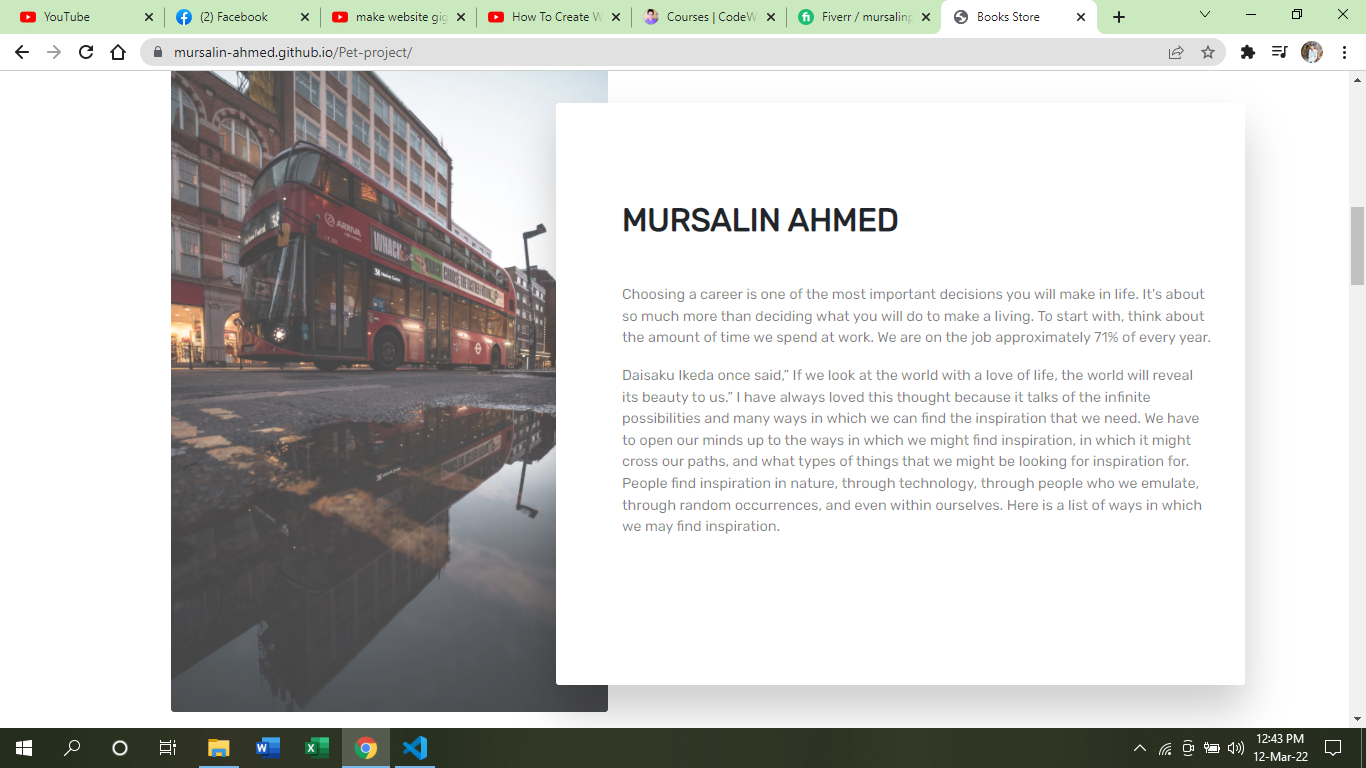 YouTube
(2) Facebook
make website gig
How To Create W
Courses | CodeW
Fiverr / mursalinp
Books Store
mursalin-ahmed.github.io/Pet-project/
ARRIVA
WHACK
38
MURSALIN AHMED
Choosing a career is one of the most important decisions you will make in life. It's about
so much more than deciding what you will do to make a living. To start with, think about
the amount of time we spend at work. We are on the job approximately 71% of every year.
Daisaku Ikeda once said,” If we look at the world with a love of life, the world will reveal
its beauty to us.” I have always loved this thought because it talks of the infinite
possibilities and many ways in which we can find the inspiration that we need. We have
to open our minds up to the ways in which we might find inspiration, in which it might
cross our paths, and what types of things that we might be looking for inspiration for.
People find inspiration in nature, through technology, through people who we emulate,
through random occurrences, and even within ourselves. Here is a list of ways in which
we may find inspiration.
12:43 PM
12-Mar-22